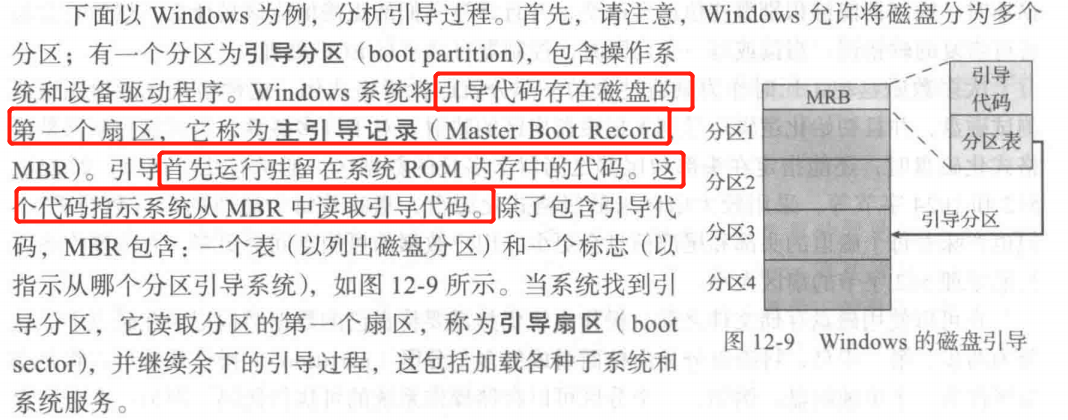 下面以 Windows 为例，分析引导过程。首先，请注意，Windows允许将磁盘分为多个
分区；有一个分区为引导分区（boot partition），包含操作系
统和设备驱动程序。Windows 系统将引导代码存在磁盘的
第一个扇区，它称为主引导记录（Master Boot Record
MBR）。引导首先运行驻留在系统 ROM 内存中的代码。这
个代码指示系统从 MBR 中读取引导代码。除了包含引导代
码，MBR 包含：一个表（以列出磁盘分区）和一个标志（以
指示从哪个分区引导系统），如图 12-9 所示。当系统找到引
导分区，它读取分区的第一个扇区，称为引导扇区（boot
sector），并继续余下的引导过程，这包括加载各种子系统和
系统服务。
MRB
分区1
分区2
分区3
分区4
引导
代码
分区表
引导分区
图 12-9 Windows 的磁盘引导